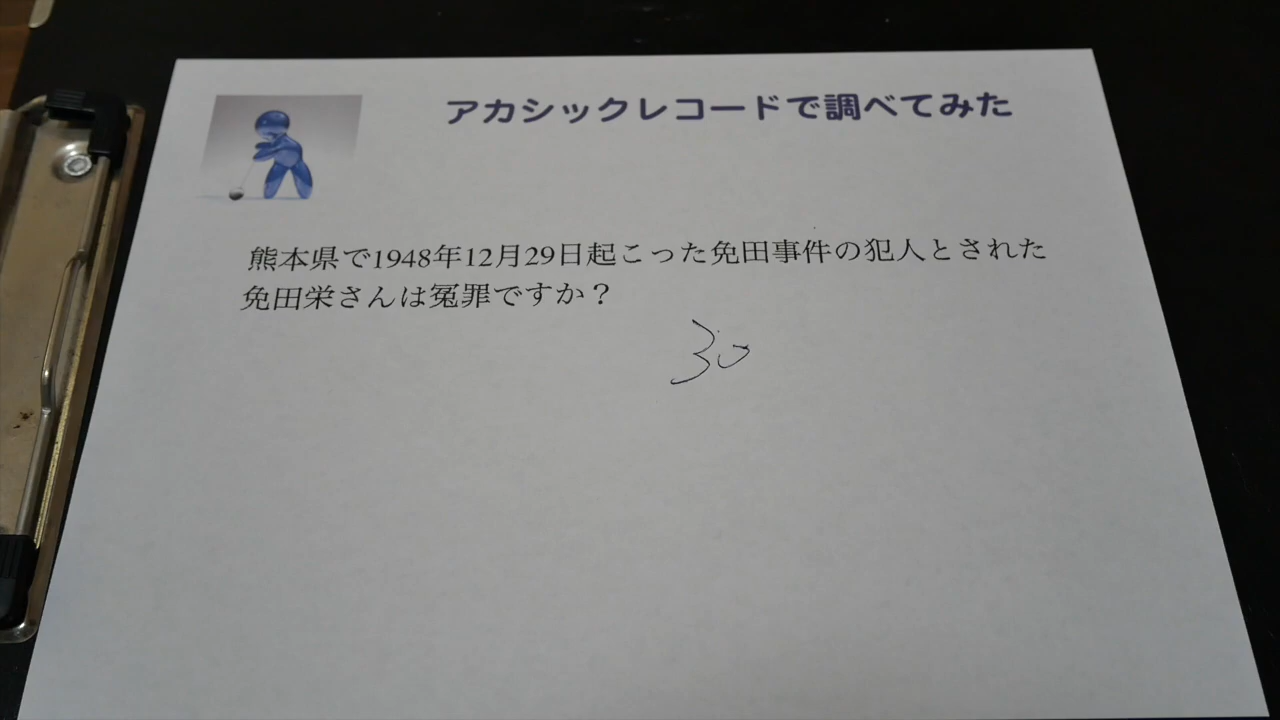 アカシックレコードで調べてみた
熊本県で1948年12月29日起こった免田事件の犯人とされた
免田栄さんは冤罪ですか？
30